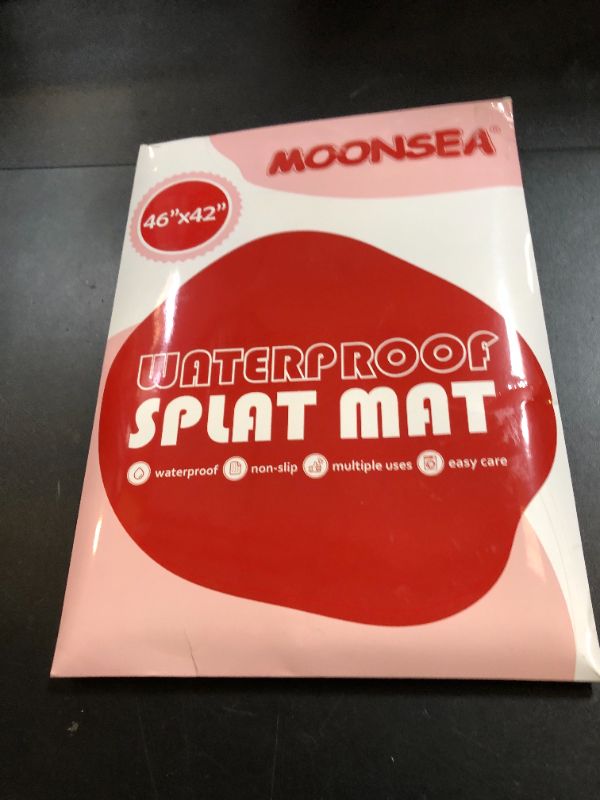 MOONSEA®
46”x42”
WATERPROOF
SPLAT MAT
waterproof non-slip multiple uses easy care